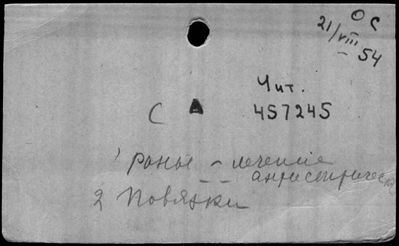 ОС
21/VIII
54
Чит.
С А 457245
1 раны – лечение
антисептическ
2 Повязки